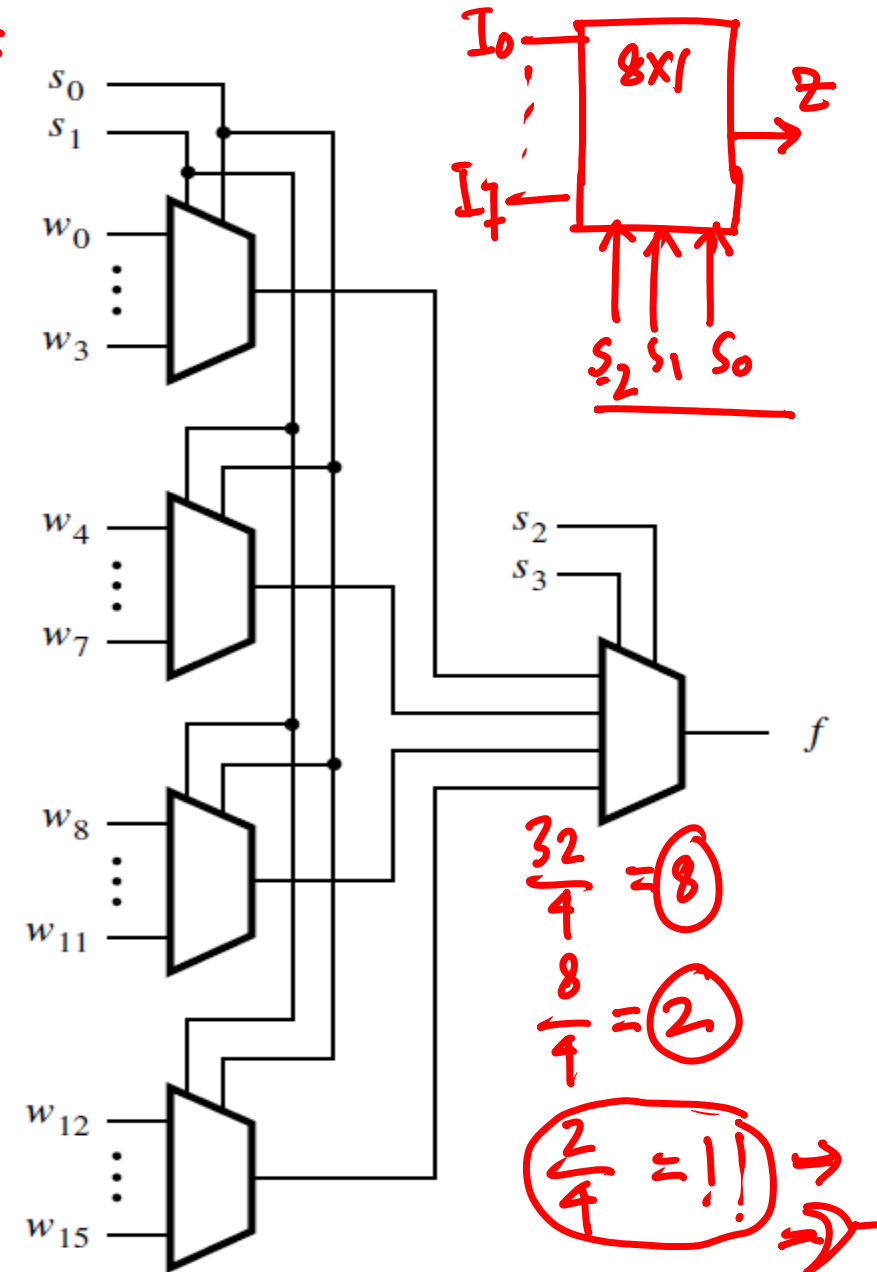 s0
s1
w0
w3
w4
w7
w8
w11
w12
w15
I0
8x1
Z
I7
S2 S1 S0
s2
s3
f
32/4 = 8
8/4 = 2
2/4 = !! →